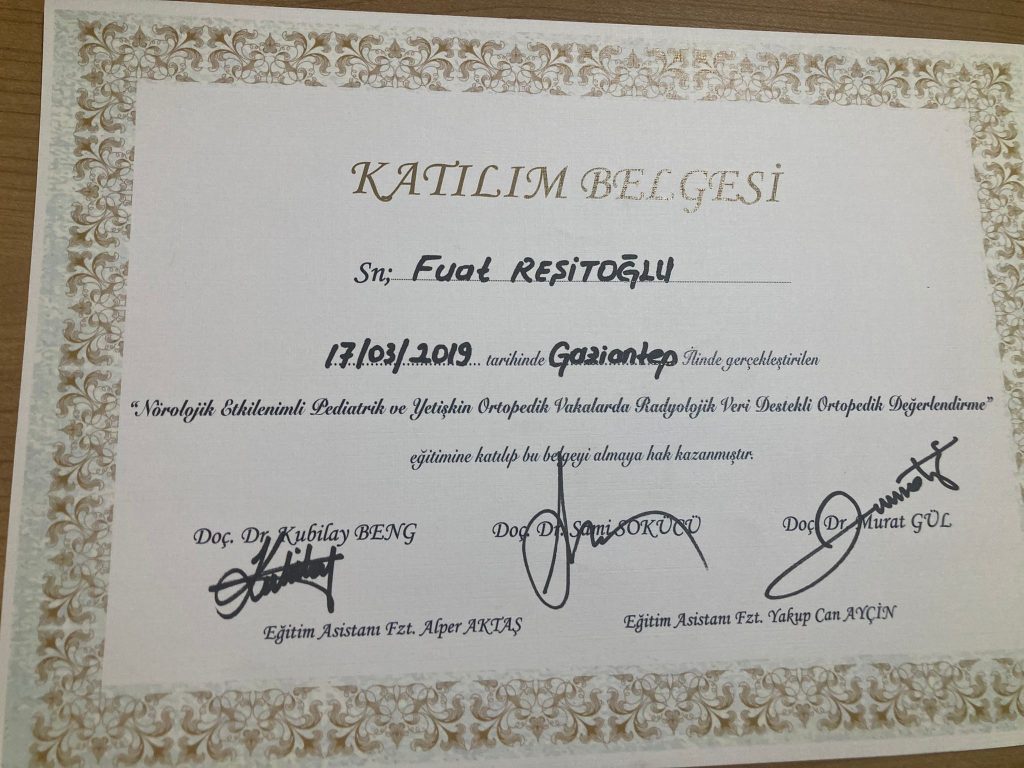 KATILIM BELGESİ
Sn; Fuat REŞİTOĞLU
17/03/2019 tarihinde Gaziantep İlinde gerçekleştirilen
“Nörolojik Etkilenimli Pediatrik ve Yetişkin Ortopedik Vakalarda Radyolojik Veri Destekli Ortopedik Değerlendirme”
eğitimine katılıp bu belgeyi almaya hak kazanmıştır.
Doç. Dr. Kubilay BENG Doç. Dr. Sami SÖKÜCÜ Doç. Dr. Murat GÜL
Eğitim Asistanı Fzt. Alper AKTAŞ Eğitim Asistanı Fzt. Yakup Can AYÇİN